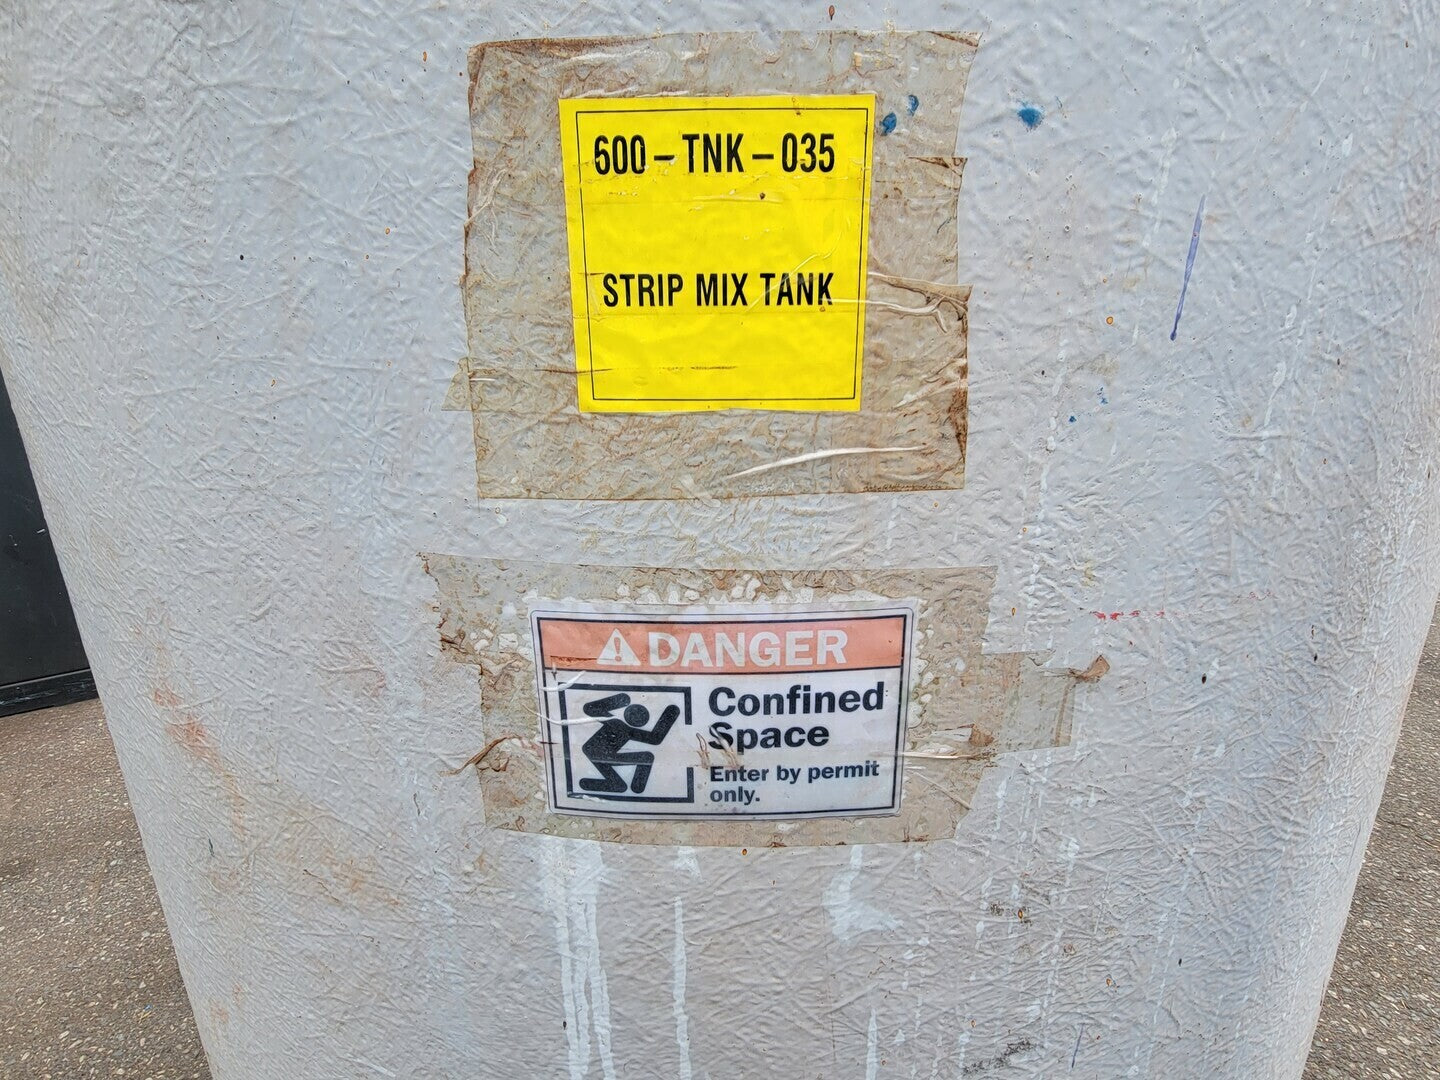 600 – TNK – 035
STRIP MIX TANK
DANGER
Confined
Space
Enter by permit
only.